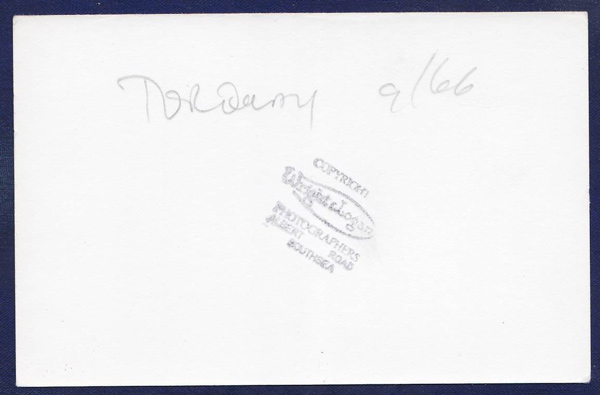 TORQuay 9/66
COPYRIGHT
Wright & Logan
PHOTOGRAPHERS
ALBERT ROAD
SOUTHSEA